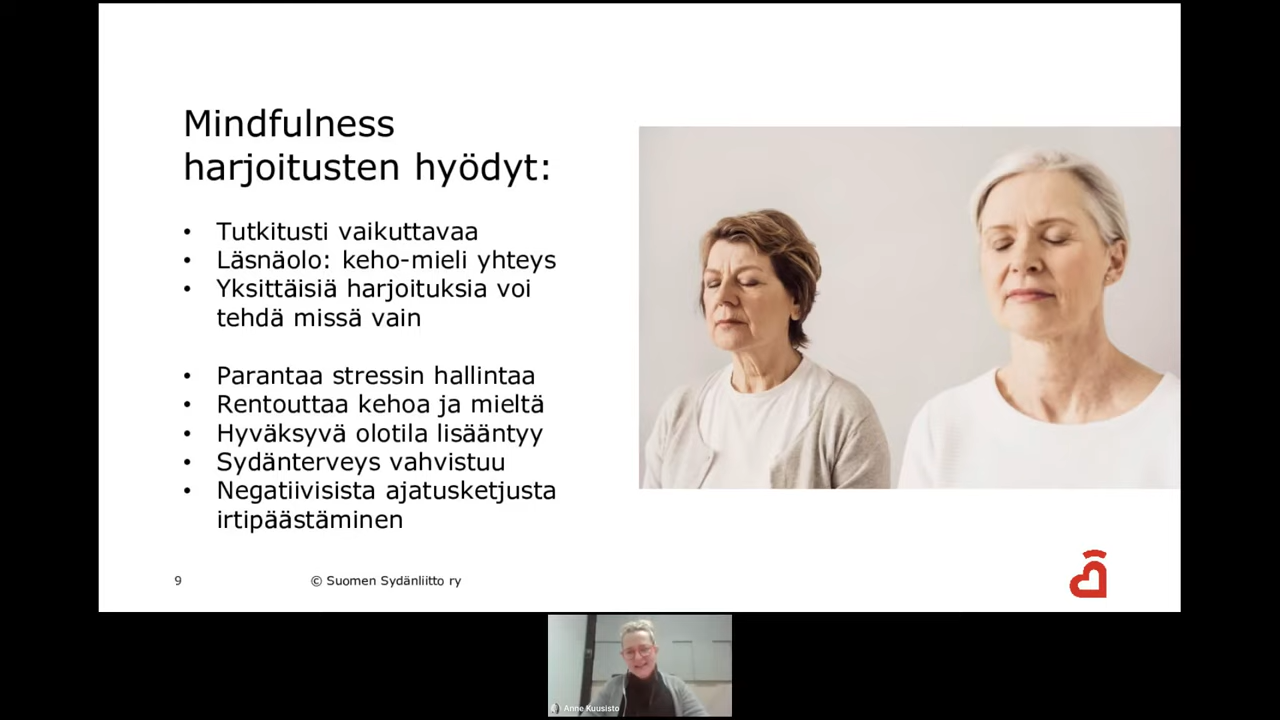 Mindfulness
harjoitusten hyödyt:
• Tutkitusti vaikuttavaa
• Läsnäolo: keho-mieli yhteys
• Yksittäisiä harjoituksia voi
tehdä missä vain
• Parantaa stressin hallintaa
• Rentouttaa kehoa ja mieltä
• Hyväksyvä olotila lisääntyy
• Sydänterveys vahvistuu
• Negatiivisista ajatusketjusta
irtipäästäminen
9
© Suomen Sydänliitto ry
Anne Kuusisto